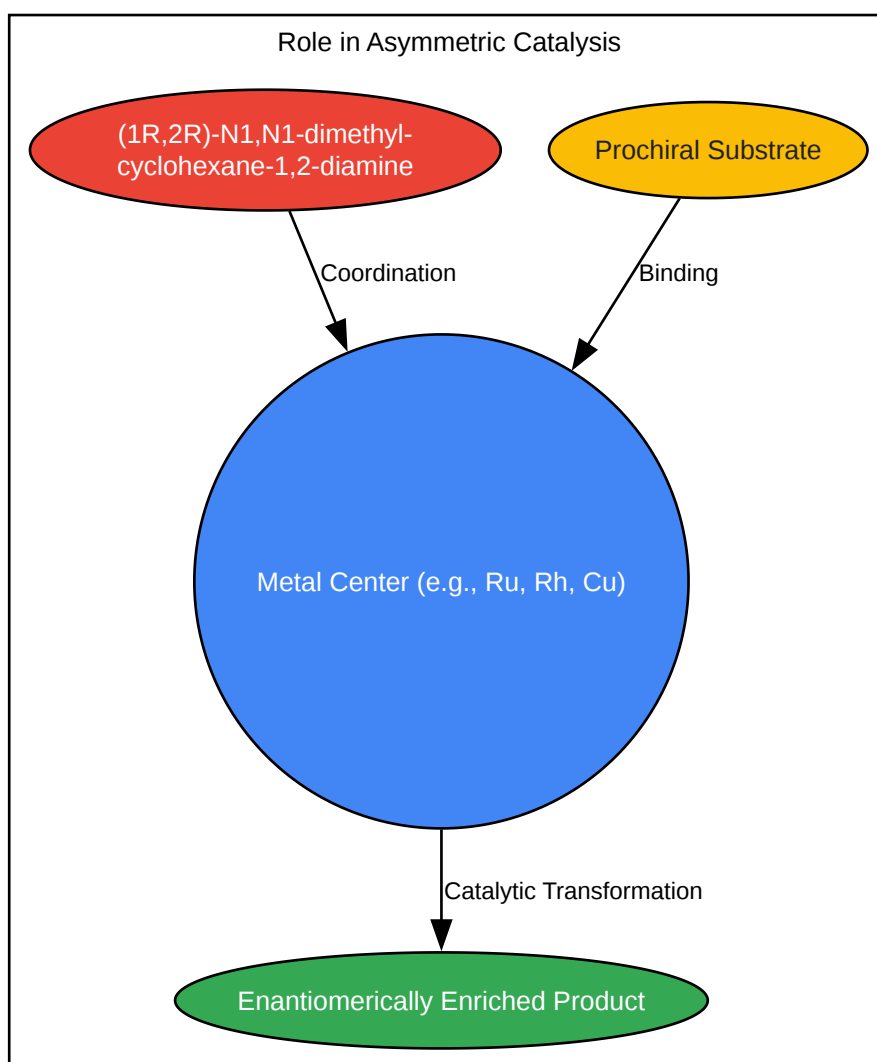 Role in Asymmetric Catalysis
(1R,2R)-N1,N1-dimethyl-
cyclohexane-1,2-diamine
Prochiral Substrate
Coordination
Binding
Metal Center (e.g., Ru, Rh, Cu)
Catalytic Transformation
Enantiomerically Enriched Product